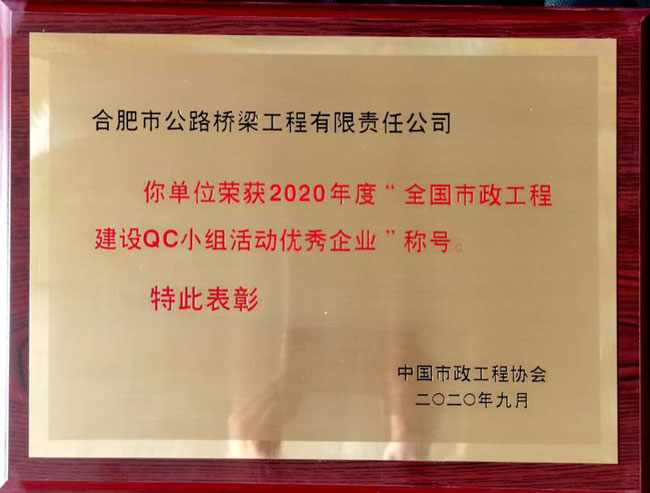 合肥市公路桥梁工程有限责任公司
你单位荣获2020年度“全国市政工程
建设QC小组活动优秀企业”称号。
特此表彰
中国市政工程协会
二〇二〇年九月